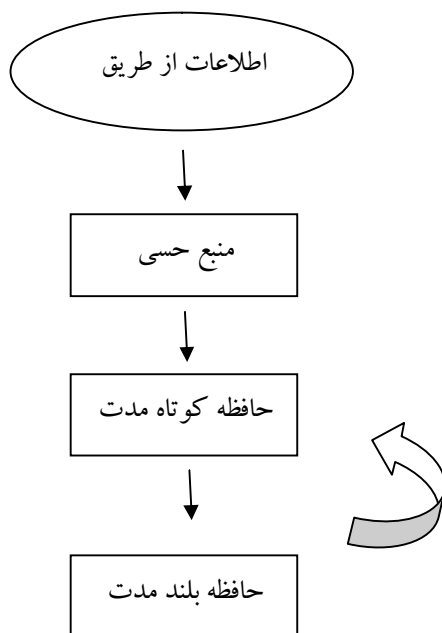 اطلاعات از طریق
منبع حسی
حافظه کوتاه مدت
حافظه بلند مدت